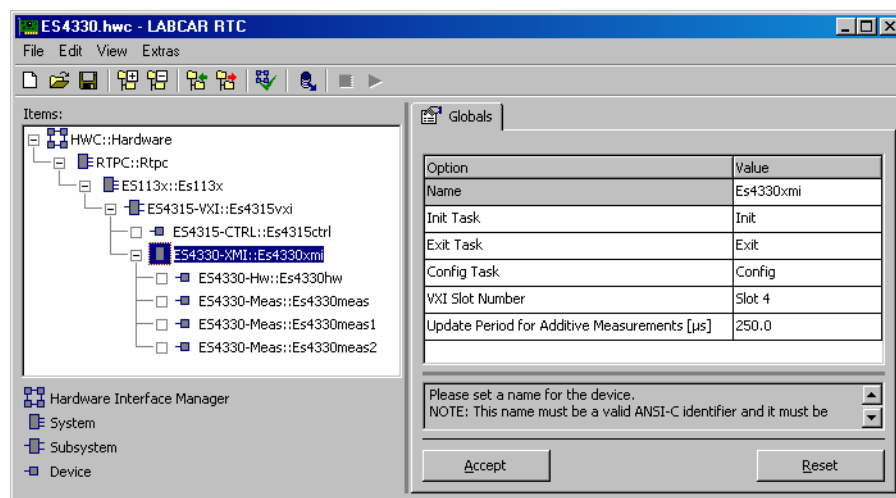 ES4330.hwc - LABCAR RTC
File Edit View Extras
Items:
HWC::Hardware
RTPC::Rtpc
ES113x::Es113x
ES4315-VXI::Es4315vxi
ES4315-CTRL::Es4315ctrl
ES4330-XMI::Es4330xmi
ES4330-Hw::Es4330hw
ES4330-Meas::Es4330meas
ES4330-Meas::Es4330meas1
ES4330-Meas::Es4330meas2
Hardware Interface Manager
System
Subsystem
Device
Globals
Option Value
Name Es4330xmi
Init Task Init
Exit Task Exit
Config Task Config
VXI Slot Number Slot 4
Update Period for Additive Measurements [µs] 250.0
Please set a name for the device.
NOTE: This name must be a valid ANSI-C identifier and it must be
Accept Reset